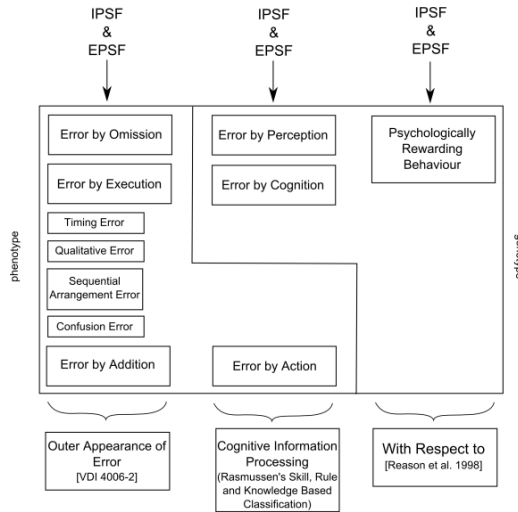 IPSF
&
EPSF
IPSF
&
EPSF
IPSF
&
EPSF
phenotype
Error by Omission
Error by Execution
Timing Error
Qualitative Error
Sequential
Arrangement Error
Confusion Error
Error by Addition
Error by Perception
Error by Cognition
Error by Action
Psychologically
Rewarding
Behaviour
genotype
Outer Appearance of
Error
[VDI 4006-2]
Cognitive Information
Processing
(Rasmussen's Skill, Rule
and Knowledge Based
Classification)
With Respect to
[Reason et al. 1998]